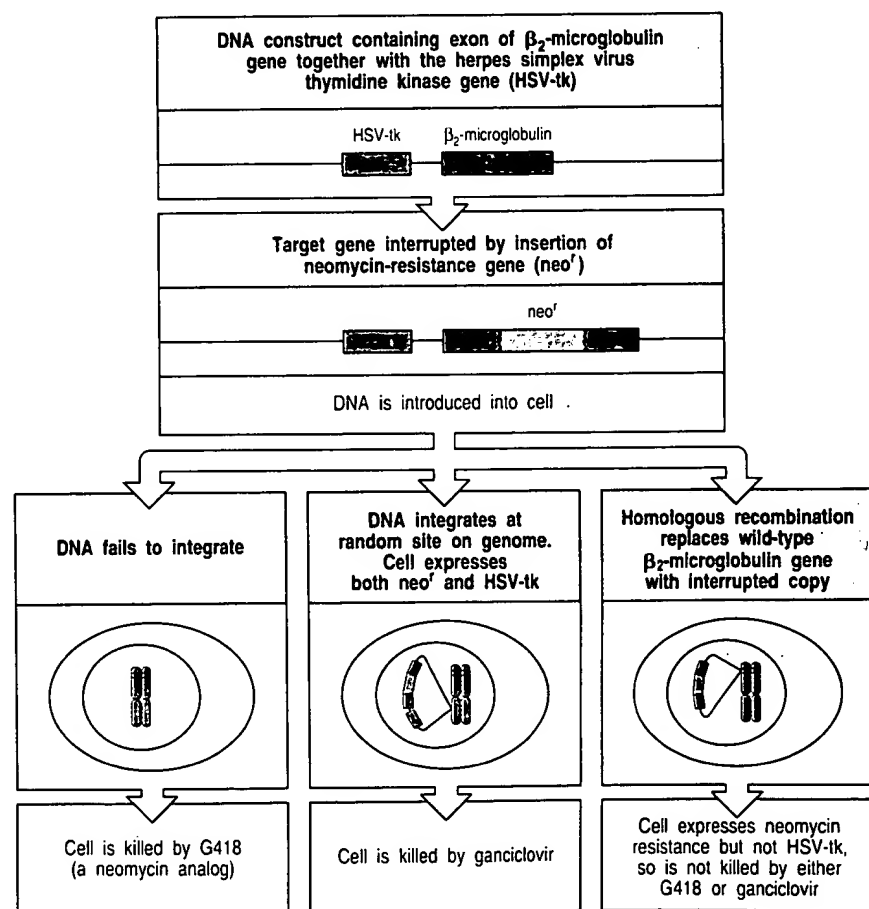 DNA construct containing exon of β₂-microglobulin
gene together with the herpes simplex virus
thymidine kinase gene (HSV-tk)
HSV-tk
β₂-microglobulin
Target gene interrupted by insertion of
neomycin-resistance gene (neoʳ)
neoʳ
DNA is introduced into cell
DNA fails to integrate
DNA integrates at
random site on genome.
Cell expresses
both neoʳ and HSV-tk
Homologous recombination
replaces wild-type
β₂-microglobulin gene
with interrupted copy
Cell is killed by G418
(a neomycin analog)
Cell is killed by ganciclovir
Cell expresses neomycin
resistance but not HSV-tk,
so is not killed by either
G418 or ganciclovir